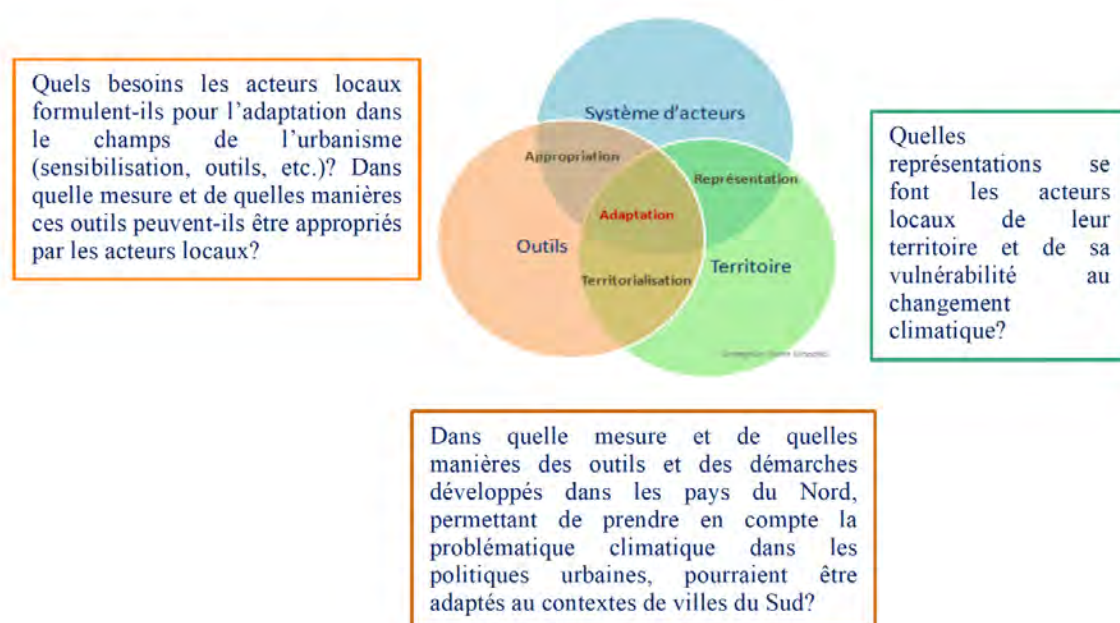 Quels besoins les acteurs locaux
formulent-ils pour l'adaptation dans
le champs de l'urbanisme
(sensibilisation, outils, etc.)? Dans
quelle mesure et de quelles manières
ces outils peuvent-ils être appropriés
par les acteurs locaux?
Système d'acteurs
Appropriation
Représentation
Adaptation
Outils
Territoire
Territorialisation
Quelles
représentations se
font les acteurs
locaux de leur
territoire et de sa
vulnérabilité au
changement
climatique?
Dans quelle mesure et de quelles
manières des outils et des démarches
développés dans les pays du Nord,
permettant de prendre en compte la
problématique climatique dans les
politiques urbaines, pourraient être
adaptés au contextes de villes du Sud?